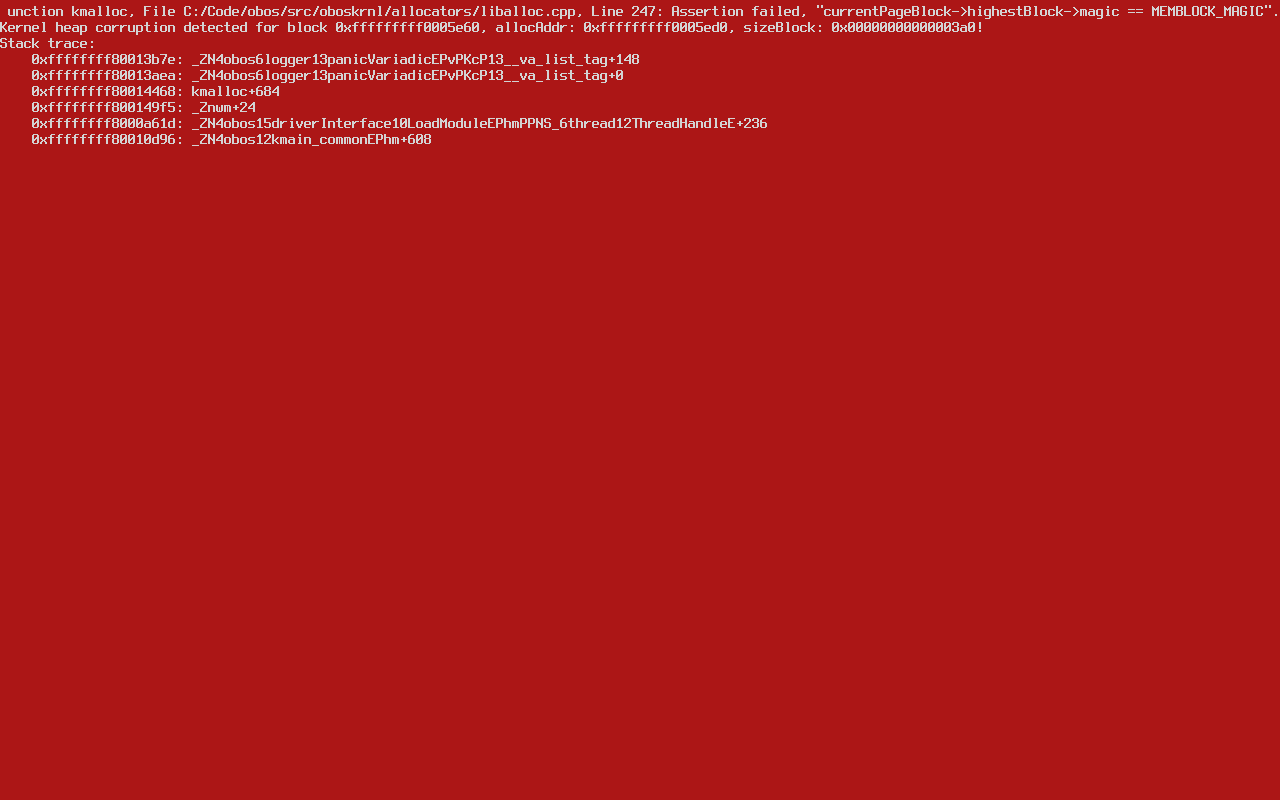 unction kmalloc, File C:/Code/obos/src/oboskrnl/allocators/liballoc.cpp, Line 247: Assertion failed, "currentPageBlock->highestBlock->magic == MEMBLOCK_MAGIC".
Kernel heap corruption detected for block 0xfffffffff0005e60, allocAddr: 0xfffffffff0005ed0, sizeBlock: 0x00000000000003a0!
Stack trace:
0xffffffff80013b7e: _ZN4obos6logger13panicVariadicEPvPKcP13__va_list_tag+148
0xffffffff80013aea: _ZN4obos6logger13panicVariadicEPvPKcP13__va_list_tag+0
0xffffffff80014468: kmalloc+684
0xffffffff800149f5: _Znwm+24
0xffffffff8000a61d: _ZN4obos15driverInterface10LoadModuleEPhmPPNS_6thread12ThreadHandleE+236
0xffffffff80010d96: _ZN4obos12kmain_commonEPhm+608